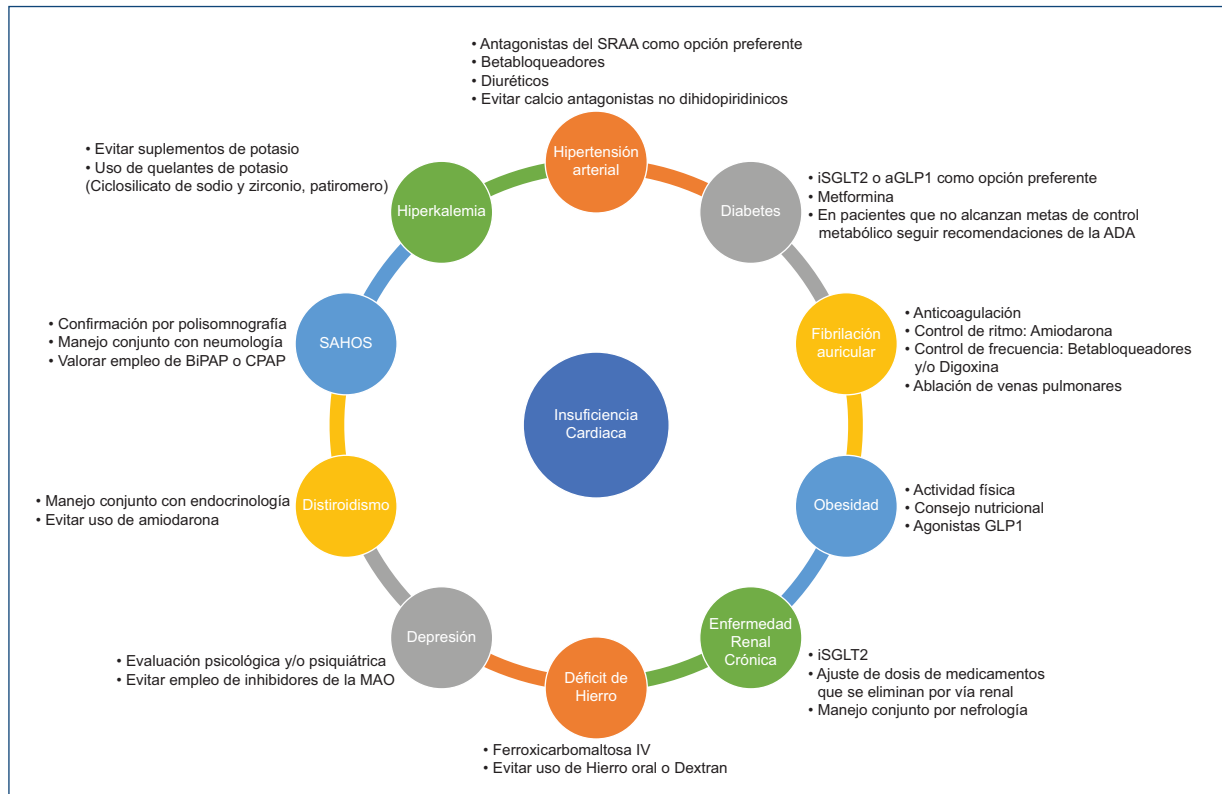 • Antagonistas del SRAA como opción preferente
• Betabloqueadores
• Diuréticos
• Evitar calcio antagonistas no dihidopiridinicos
Hipertensión
arterial
• iSGLT2 o aGLP1 como opción preferente
• Metformina
• En pacientes que no alcanzan metas de control
metabólico seguir recomendaciones de la ADA
Diabetes
• Anticoagulación
• Control de ritmo: Amiodarona
• Control de frecuencia: Betabloqueadores
y/o Digoxina
• Ablación de venas pulmonares
Fibrilación
auricular
• Actividad física
• Consejo nutricional
• Agonistas GLP1
Obesidad
Enfermedad
Renal
Crónica
• iSGLT2
• Ajuste de dosis de medicamentos
que se eliminan por vía renal
• Manejo conjunto por nefrología
Déficit de
Hierro
• Ferroxicarbomaltosa IV
• Evitar uso de Hierro oral o Dextran
Depresión
• Evaluación psicológica y/o psiquiátrica
• Evitar empleo de inhibidores de la MAO
Distiroidismo
• Manejo conjunto con endocrinología
• Evitar uso de amiodarona
SAHOS
• Confirmación por polisomnografía
• Manejo conjunto con neumología
• Valorar empleo de BiPAP o CPAP
Hiperkalemia
• Evitar suplementos de potasio
• Uso de quelantes de potasio
(Ciclosilicato de sodio y zirconio, patiromero)
Insuficiencia
Cardiaca